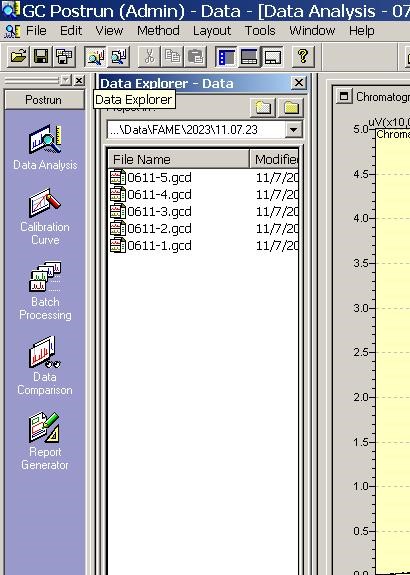 GC Postrun (Admin) - Data - [Data Analysis - 07
File Edit View Method Layout Tools Window Help
Postrun
Data Explorer - Data
Data Explorer
...\Data\FAME\2023\11.07.23
File Name Modified
0611-5.gcd 11/7/20
0611-4.gcd 11/7/20
0611-3.gcd 11/7/20
0611-2.gcd 11/7/20
0611-1.gcd 11/7/20
Data Analysis
Calibration
Curve
Batch
Processing
Data
Comparison
Report
Generator
Chromatog
uV(x10,0
Chroma
5.0
4.5
4.0
3.5
3.0
2.5
2.0
1.5
1.0
0.5
0.0